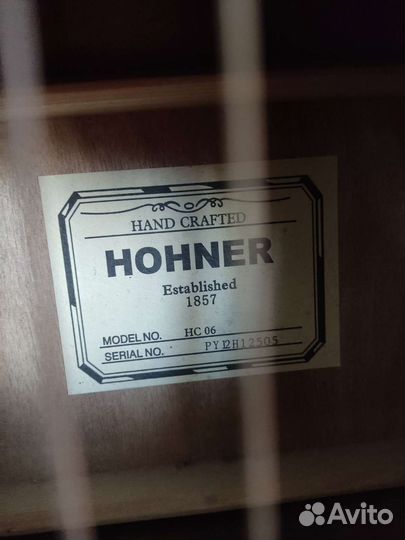 HAND CRAFTED
HOHNER
Established
1857
MODEL NO. HC 06
SERIAL NO. PY12H12505
Avito